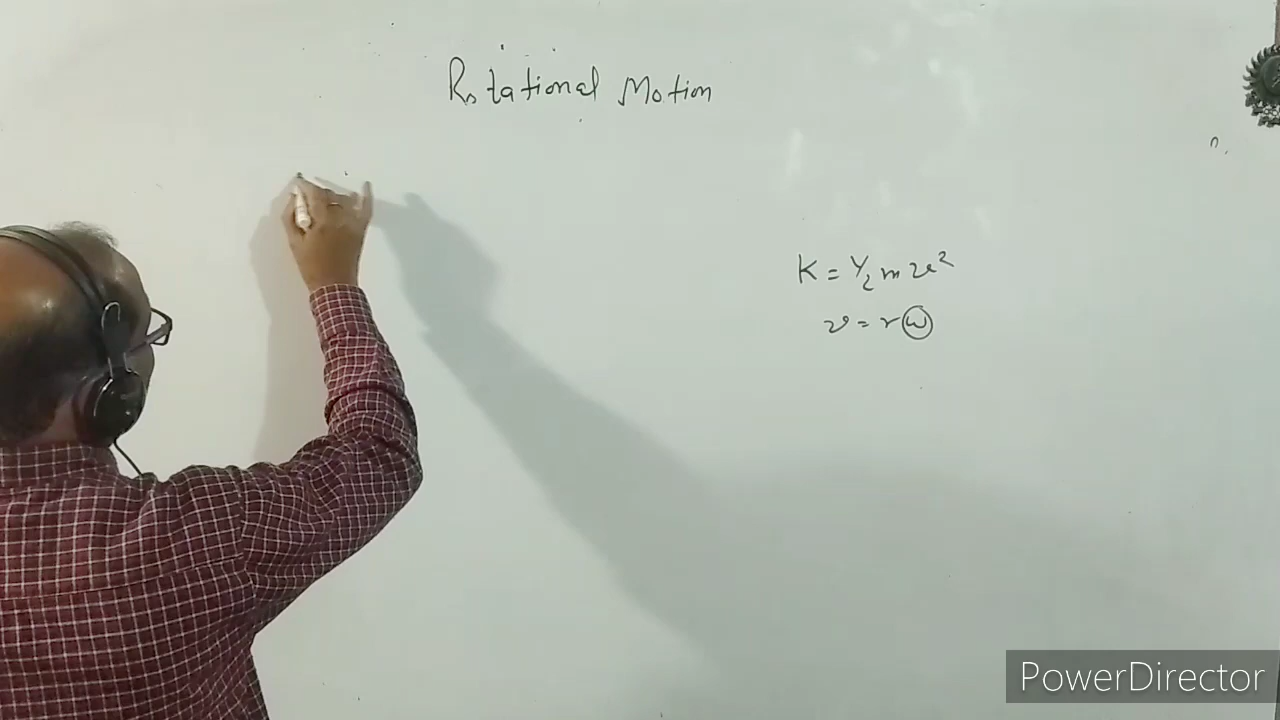 Rotational Motion
K = 1/2 m v²
v = r ω
PowerDirector